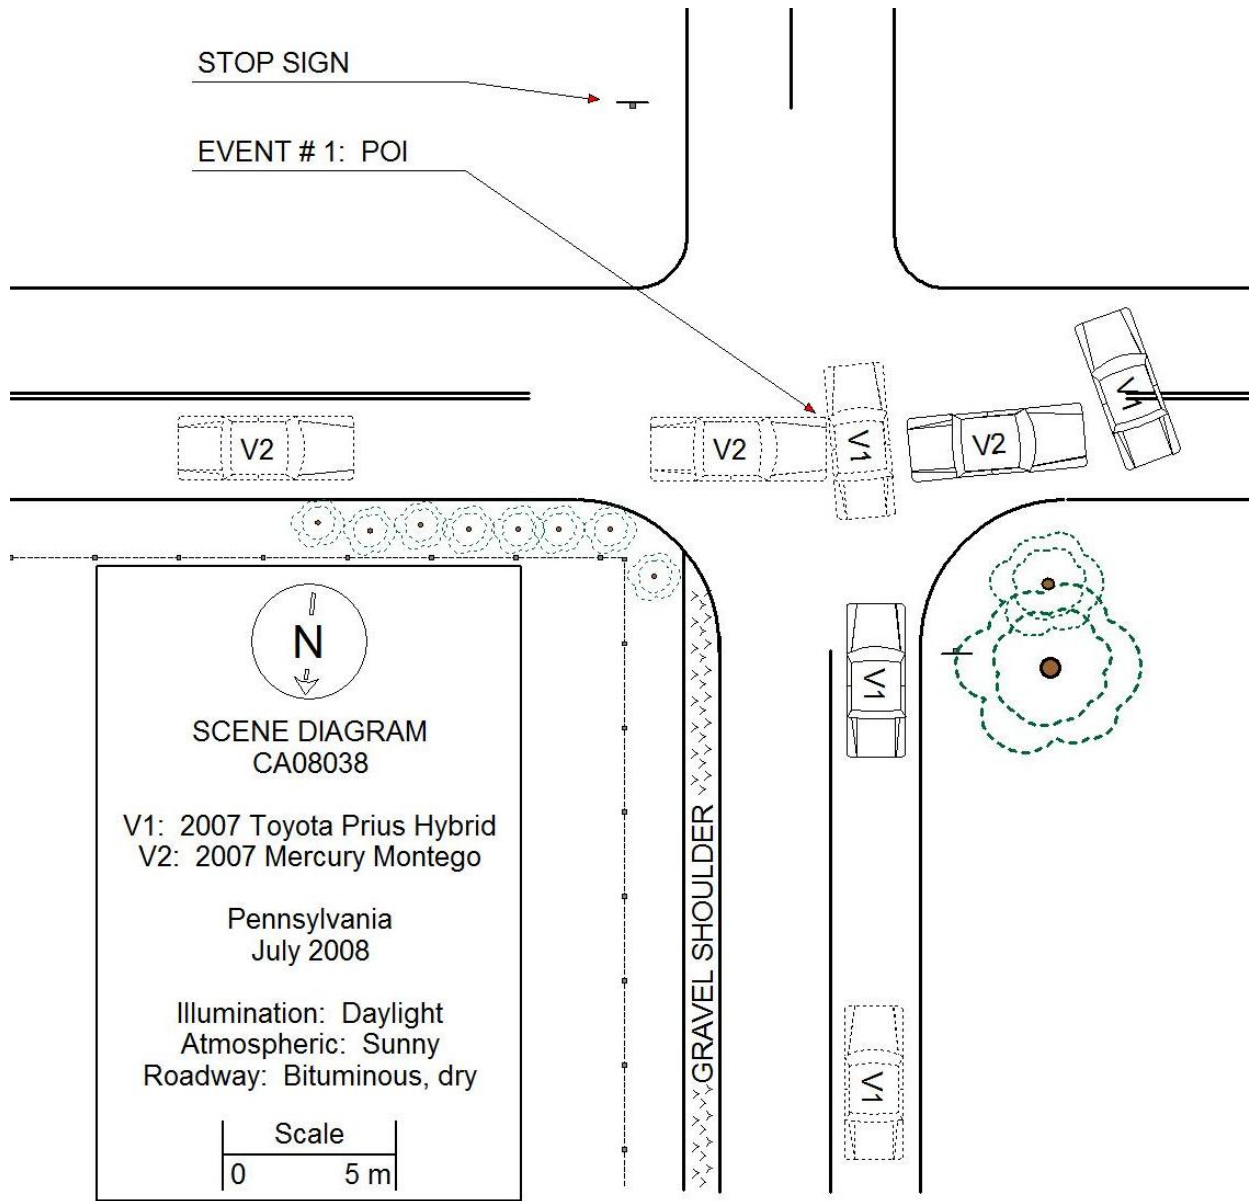 STOP SIGN
EVENT # 1:  POI
V1
V1
V2
V2
V1
V2
N
V1
SCENE DIAGRAM
CA08038
V1:  2007 Toyota Prius Hybrid
V2:  2007 Mercury Montego
GRAVEL SHOULDER
Pennsylvania
July 2008
Illumination:  Daylight
Atmospheric:  Sunny
Roadway:  Bituminous, dry
V1
Scale
0 5 m